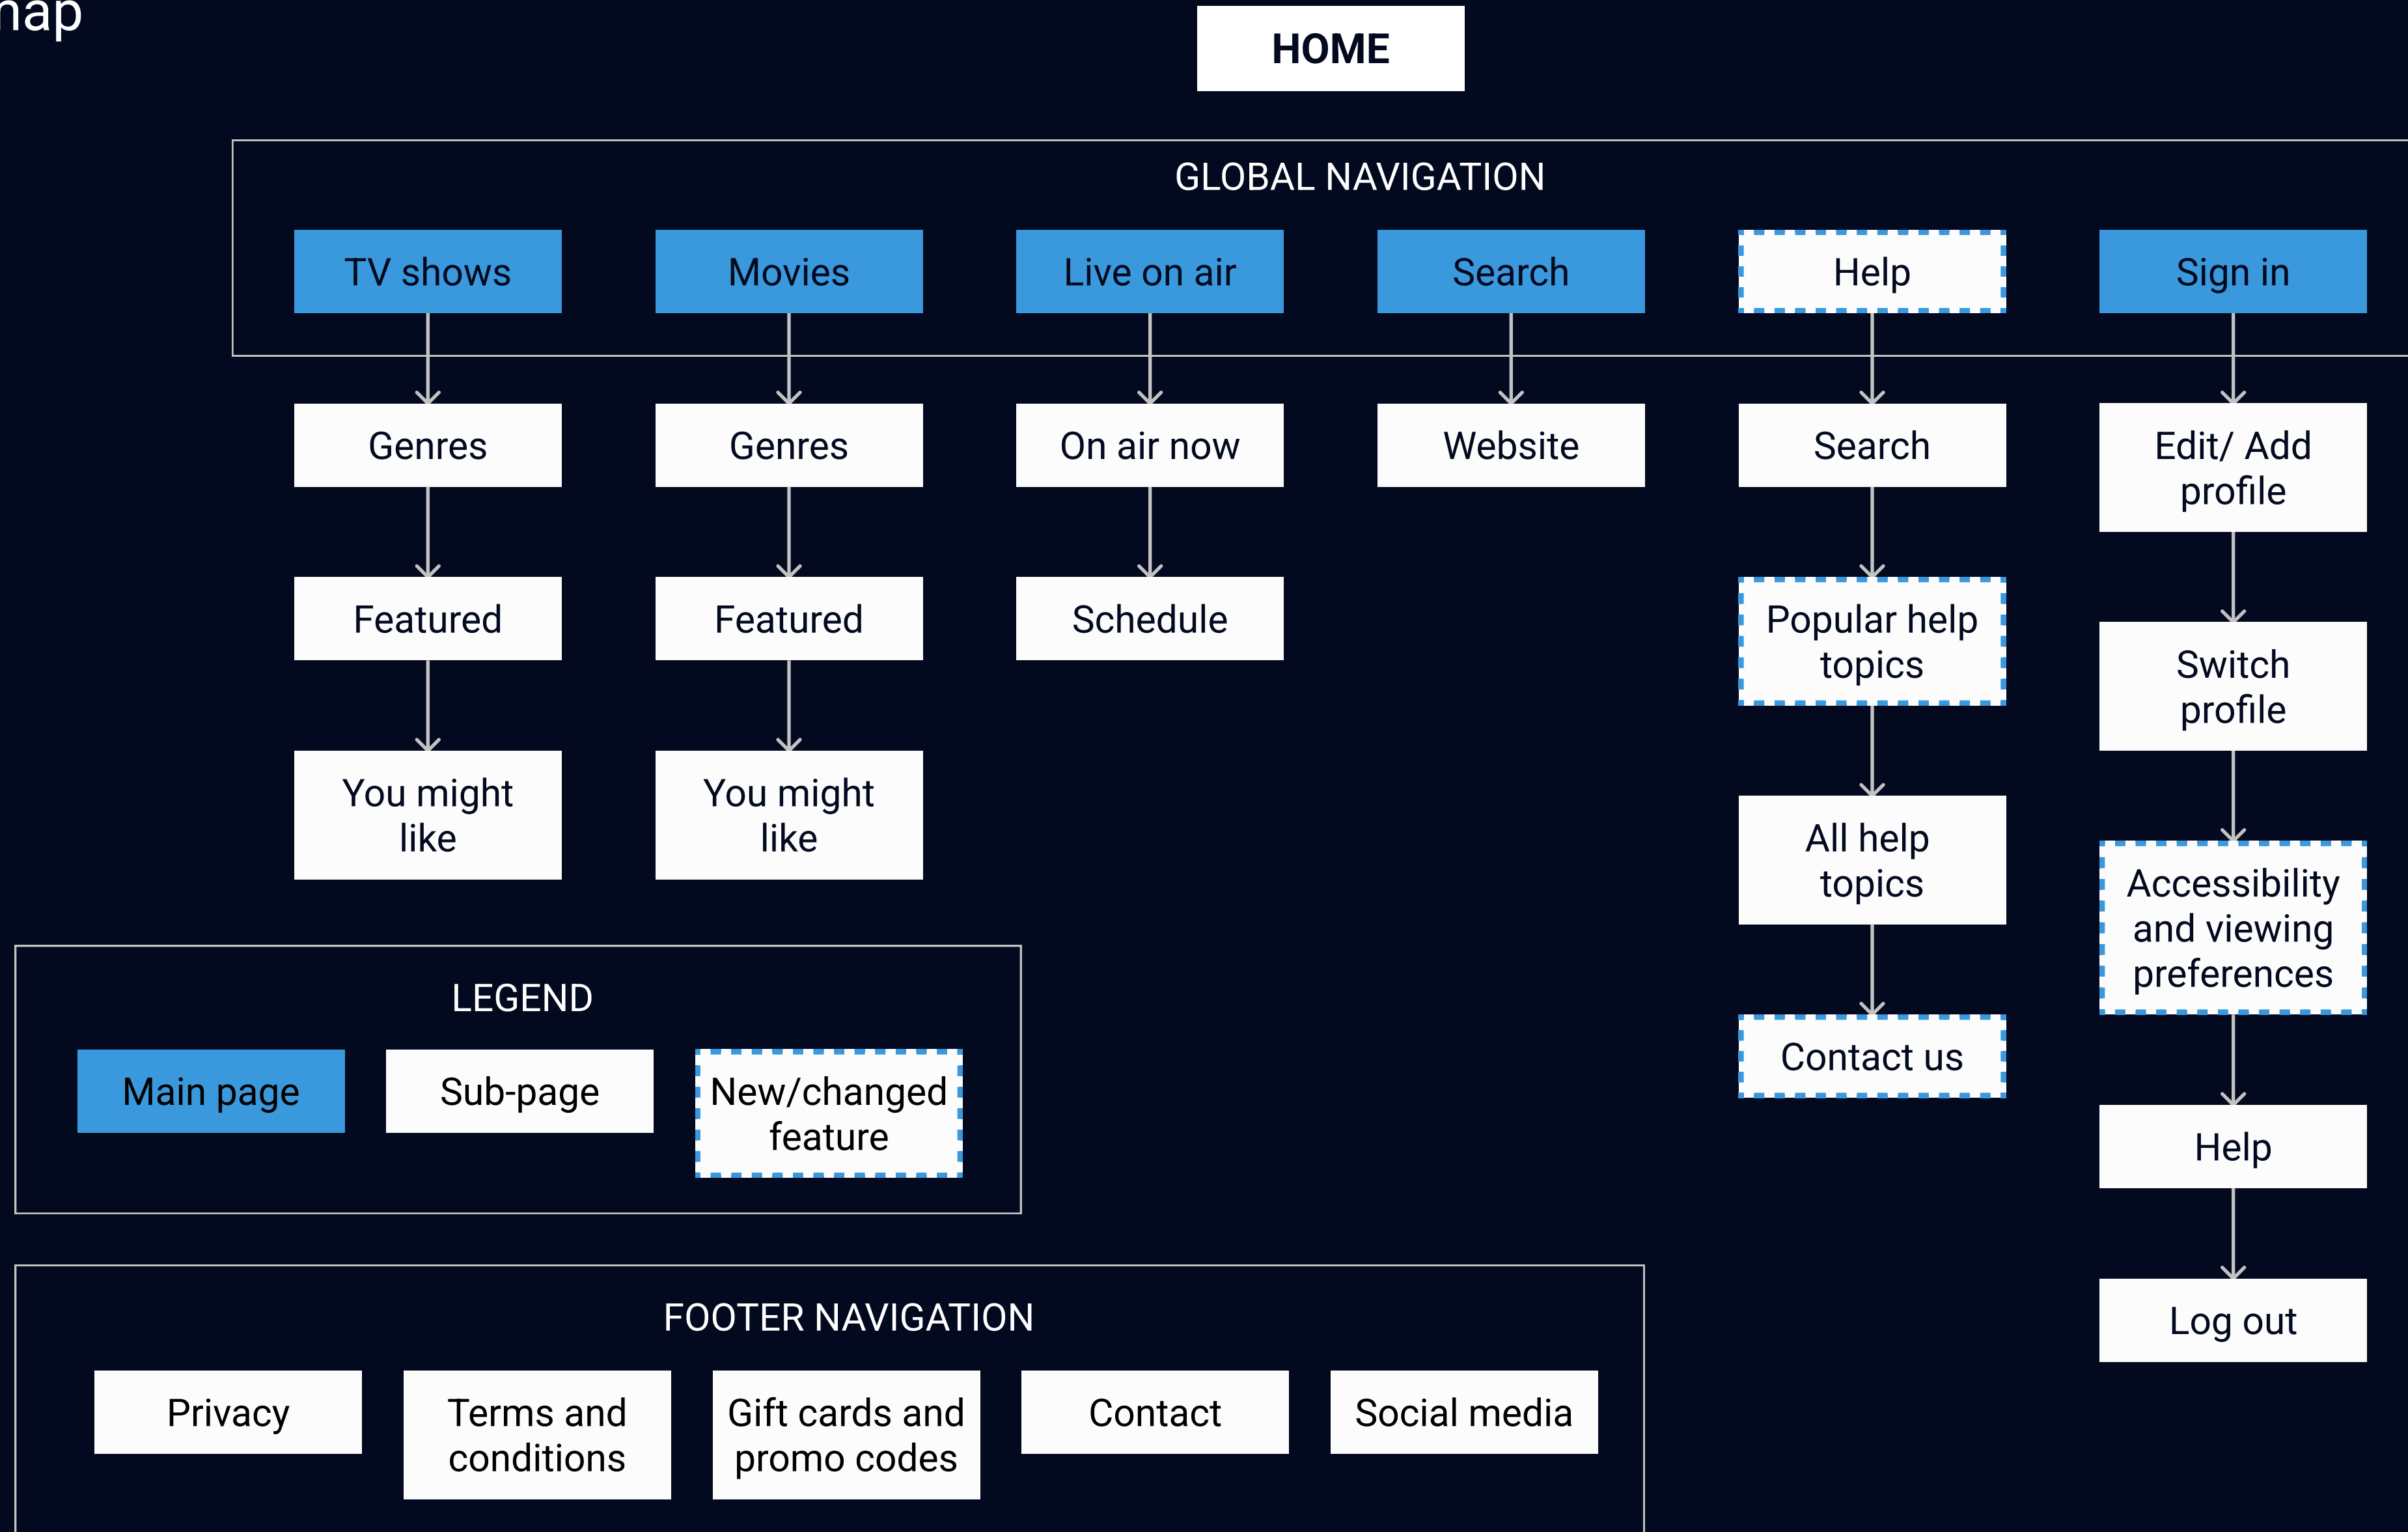 HOME
GLOBAL NAVIGATION
TV shows
Movies
Live on air
Search
Help
Sign in
Genres
Genres
On air now
Website
Search
Edit/ Add
profile
Featured
Featured
Schedule
Popular help
topics
Switch
profile
You might
like
You might
like
All help
topics
Accessibility
and viewing
preferences
Contact us
Help
Log out
LEGEND
Main page
Sub-page
New/changed
feature
FOOTER NAVIGATION
Privacy
Terms and
conditions
Gift cards and
promo codes
Contact
Social media